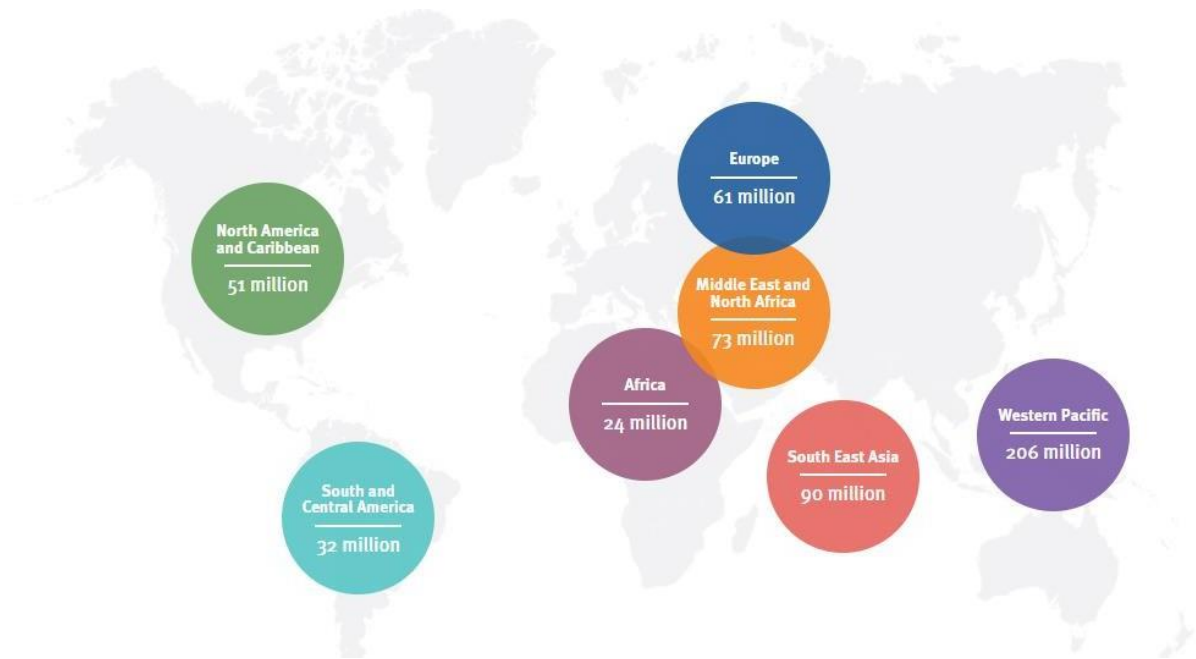 Europe
61 million
North America
and Caribbean
51 million
Middle East and
North Africa
73 million
Africa
24 million
Western Pacific
206 million
South East Asia
90 million
South and
Central America
32 million